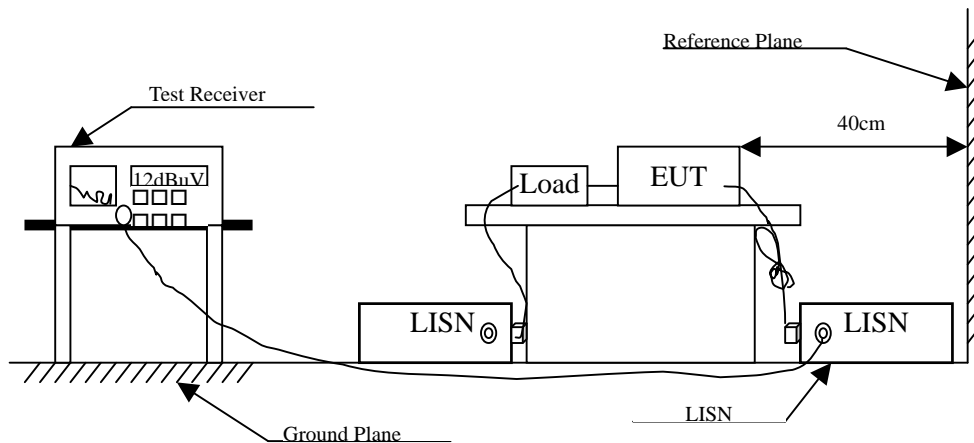 Reference Plane
Test Receiver
40cm
12dBuV
Load
EUT
LISN
LISN
LISN
Ground Plane